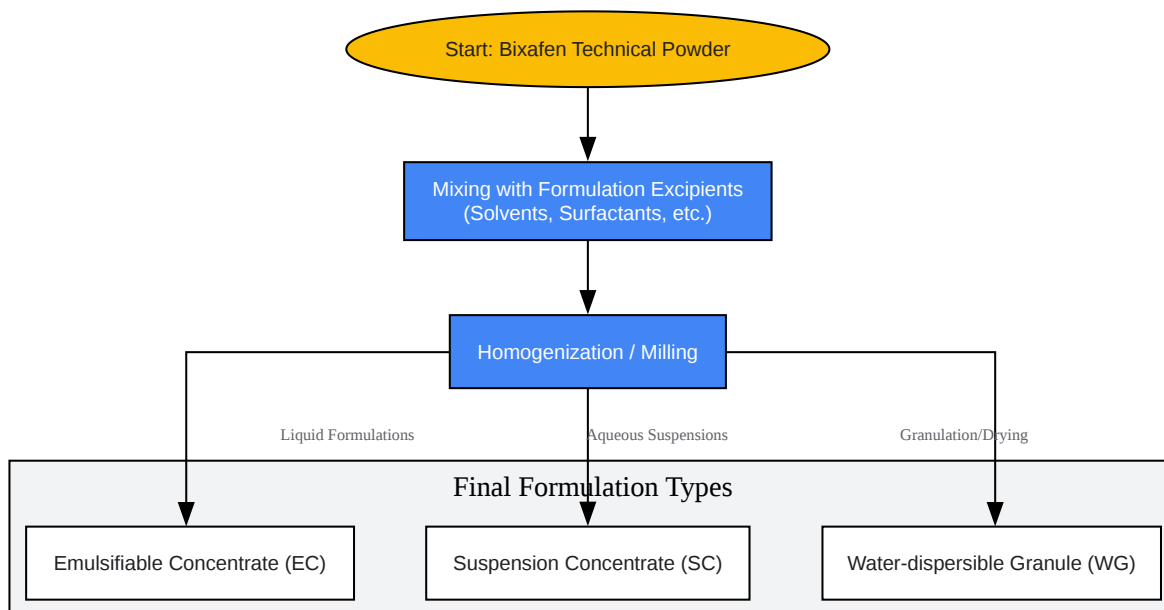 Start: Bixafen Technical Powder
Mixing with Formulation Excipients
(Solvents, Surfactants, etc.)
Homogenization / Milling
Liquid Formulations
Aqueous Suspensions
Granulation/Drying
Final Formulation Types
Emulsifiable Concentrate (EC)
Suspension Concentrate (SC)
Water-dispersible Granule (WG)